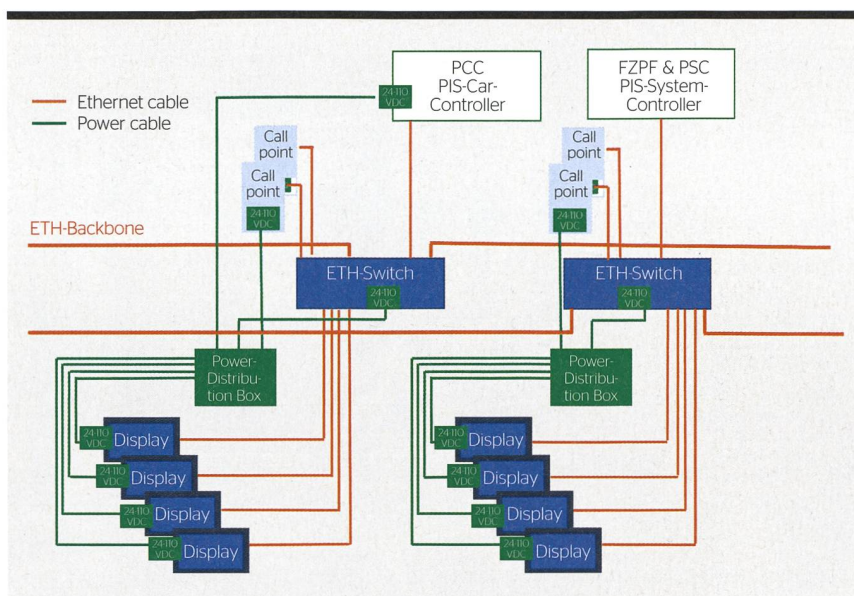 Ethernet cable
Power cable
24-110
VDC
PCC
PIS-Car-
Controller
FZPF & PSC
PIS-System-
Controller
Call
point
Call
point
24-110
VDC
Call
point
Call
point
24-110
VDC
ETH-Backbone
ETH-Switch
24-110
VDC
ETH-Switch
24-110
VDC
Power-
Distribu-
tion Box
Power-
Distribu-
tion Box
24-110
VDC
Display
24-110
VDC
Display
24-110
VDC
Display
24-110
VDC
Display
24-110
VDC
Display
24-110
VDC
Display
24-110
VDC
Display
24-110
VDC
Display